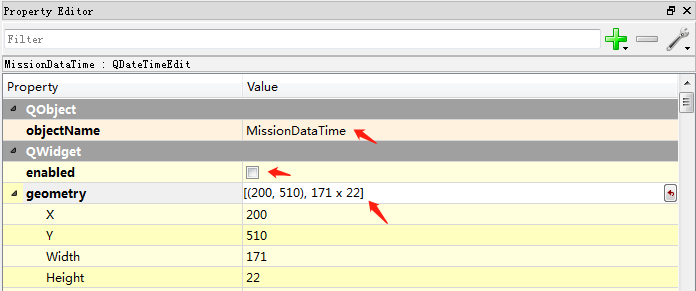 Property Editor
Filter
MissionDataTime : QDateTimeEdit
Property Value
QObject
objectName MissionDataTime
QWidget
enabled
geometry [(200, 510), 171 x 22]
X 200
Y 510
Width 171
Height 22